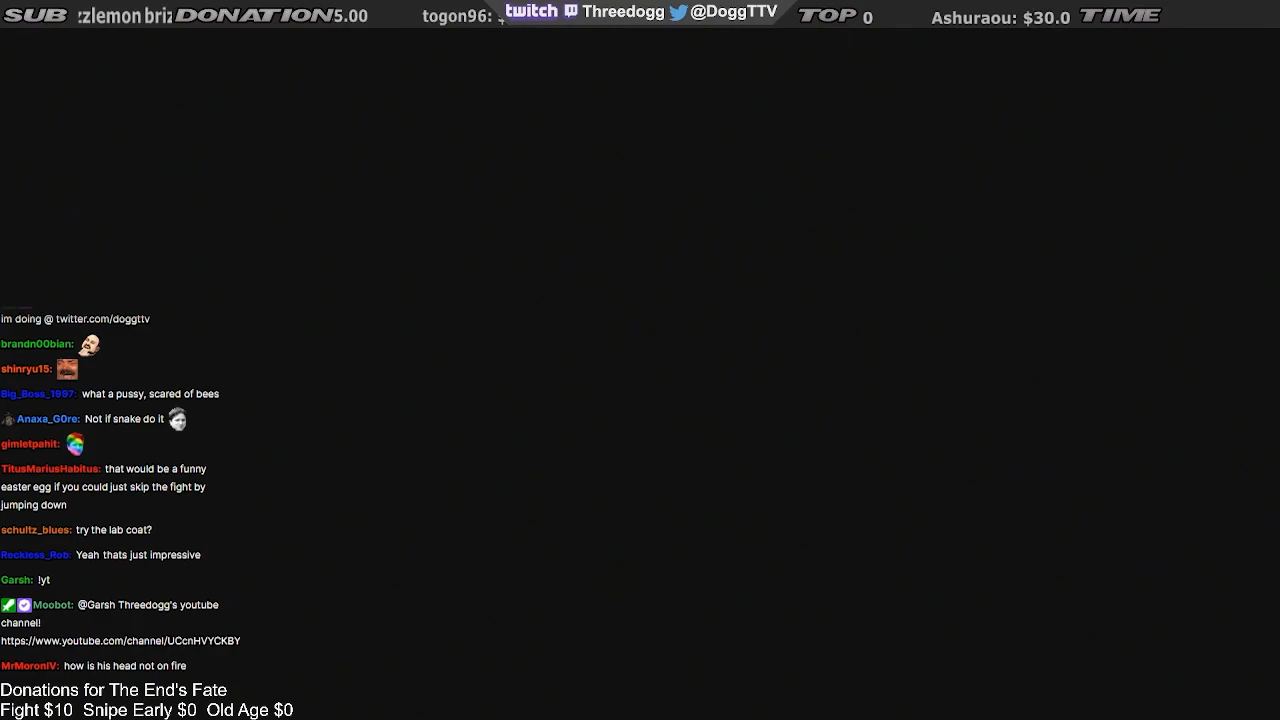 SUB zzlemon briz DONATION 5.00 togon96: $ twitch Threedogg @DoggTTV TOP 0 Ashuraou: $30.0 TIME
im doing @ twitter.com/doggttv
brandn00bian:
shinryu15:
Big_Boss_1997: what a pussy, scared of bees
Anaxa_G0re: Not if snake do it
gimletpahit:
TitusMariusHabitus: that would be a funny
easter egg if you could just skip the fight by
jumping down
schultz_blues: try the lab coat?
Reckless_Rob: Yeah thats just impressive
Garsh: !yt
Moobot: @Garsh Threedogg's youtube
channel!
https://www.youtube.com/channel/UCcnHVYCKBY
MrMoronIV: how is his head not on fire
Donations for The End's Fate
Fight $10 Snipe Early $0 Old Age $0